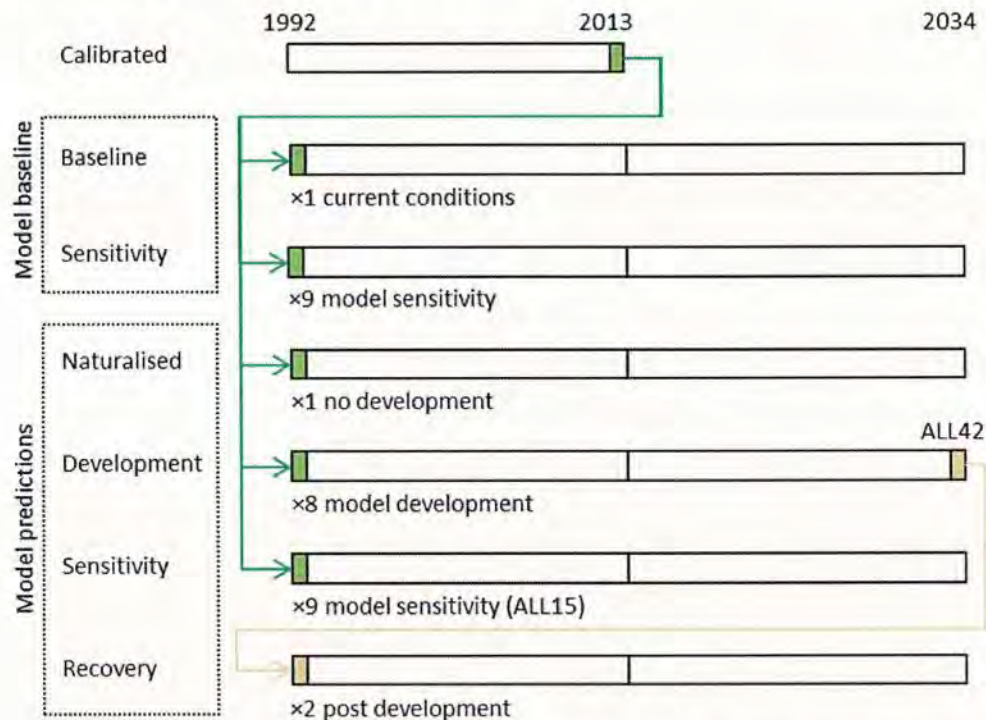 1992 2013 2034
Calibrated
Model baseline
Baseline
×1 current conditions
Sensitivity
×9 model sensitivity
Model predictions
Naturalised
×1 no development
ALL42
Development
×8 model development
Sensitivity
×9 model sensitivity (ALL15)
Recovery
×2 post development